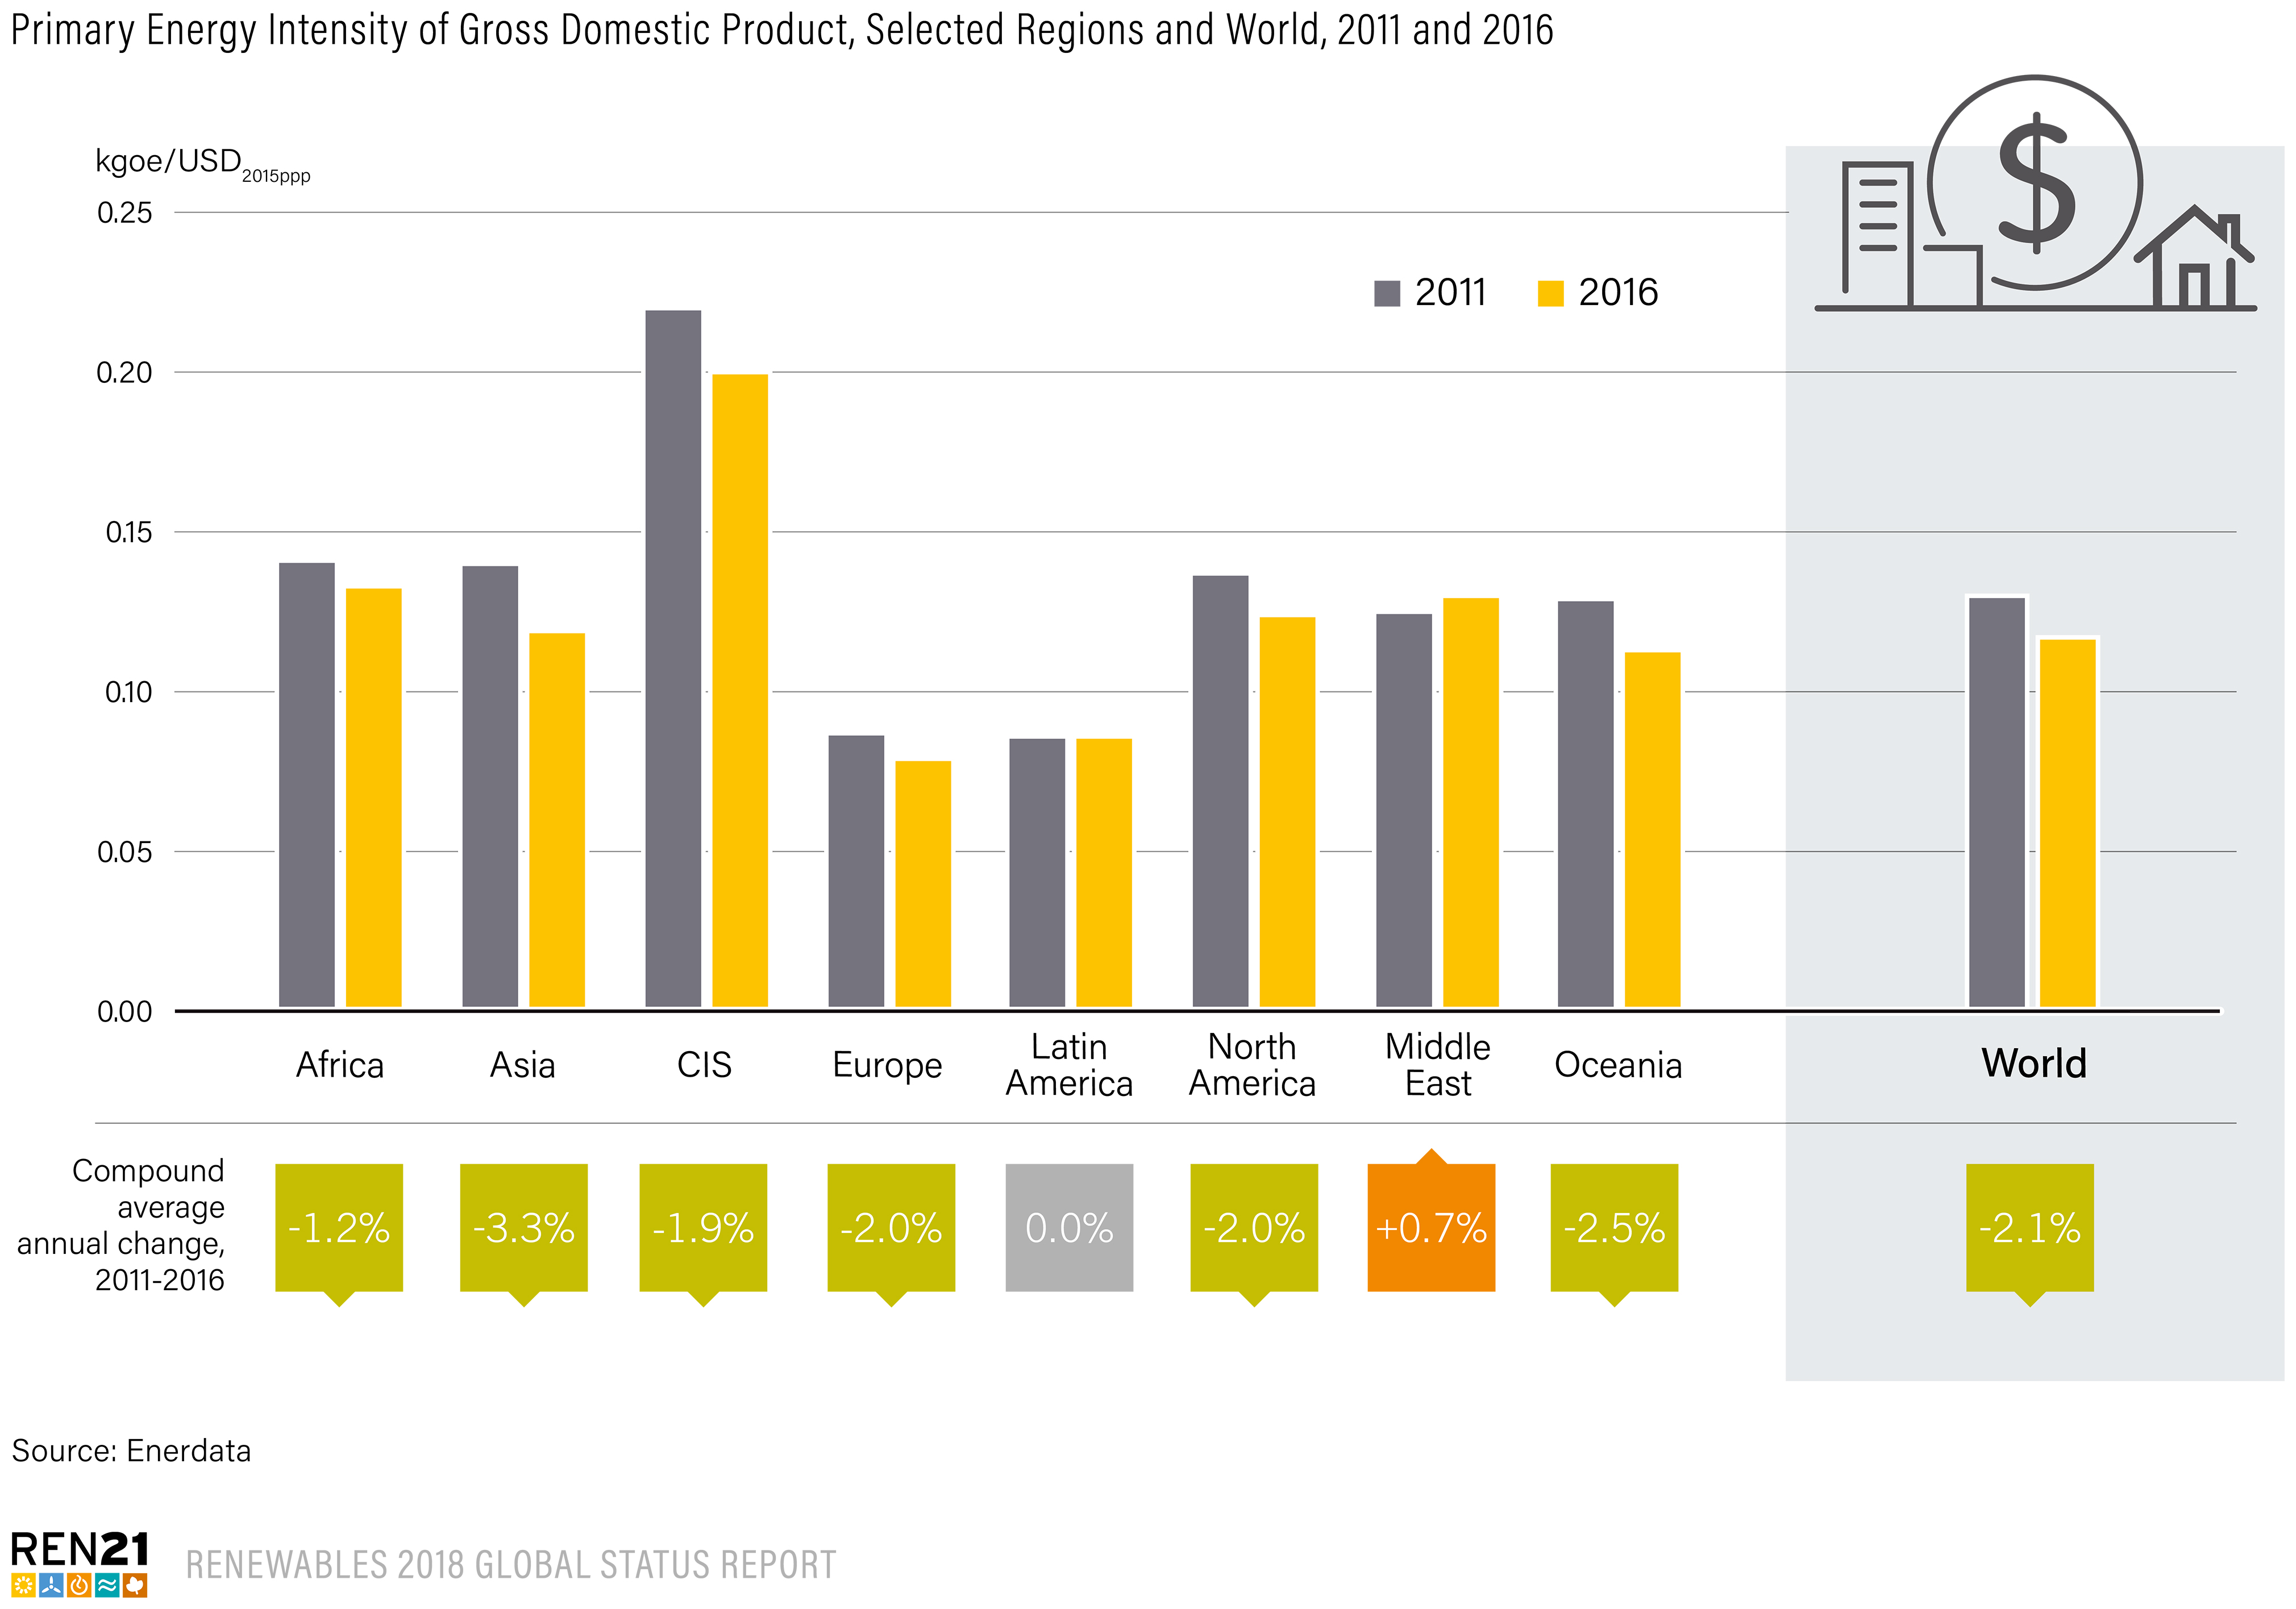 Primary Energy Intensity of Gross Domestic Product, Selected Regions and World, 2011 and 2016
kgoe/USD2015ppp
0.25
2011
2016
0.20
0.15
0.10
0.05
0.00
Africa
Asia
CIS
Europe
Latin
America
North
America
Middle
East
Oceania
World
Compound
average
annual change,
2011-2016
-1.2%
-3.3%
-1.9%
-2.0%
0.0%
-2.0%
+0.7%
-2.5%
-2.1%
Source: Enerdata
REN21
RENEWABLES 2018 GLOBAL STATUS REPORT